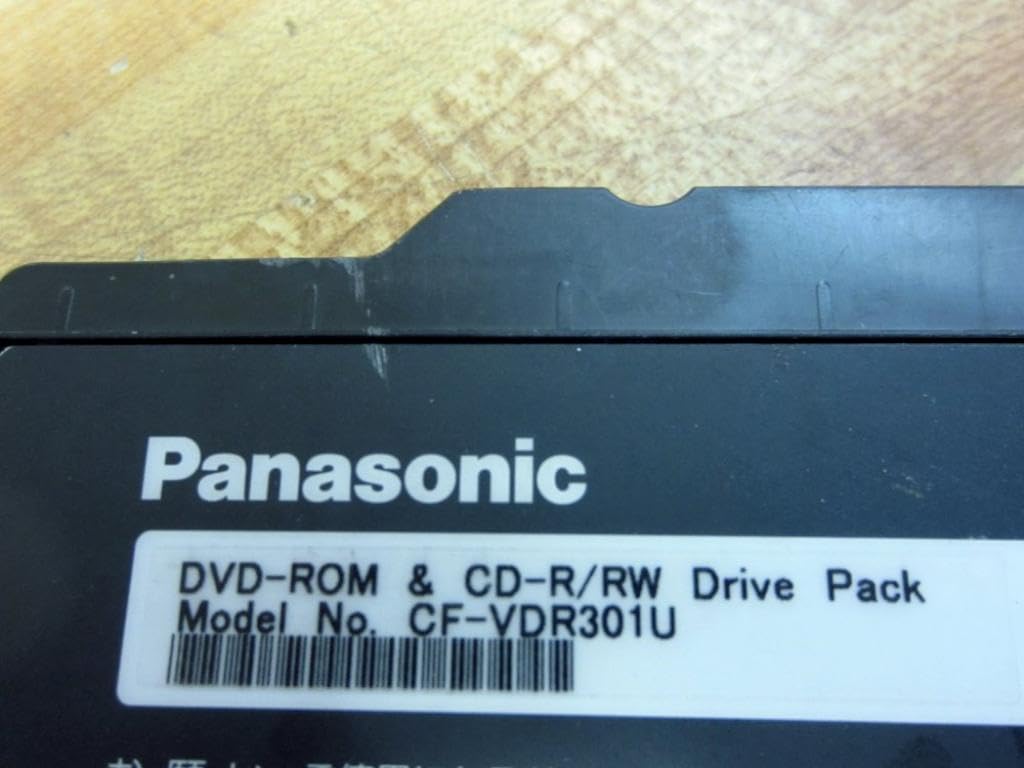 Panasonic
DVD-ROM & CD-R/RW Drive Pack
Model No. CF-VDR301U